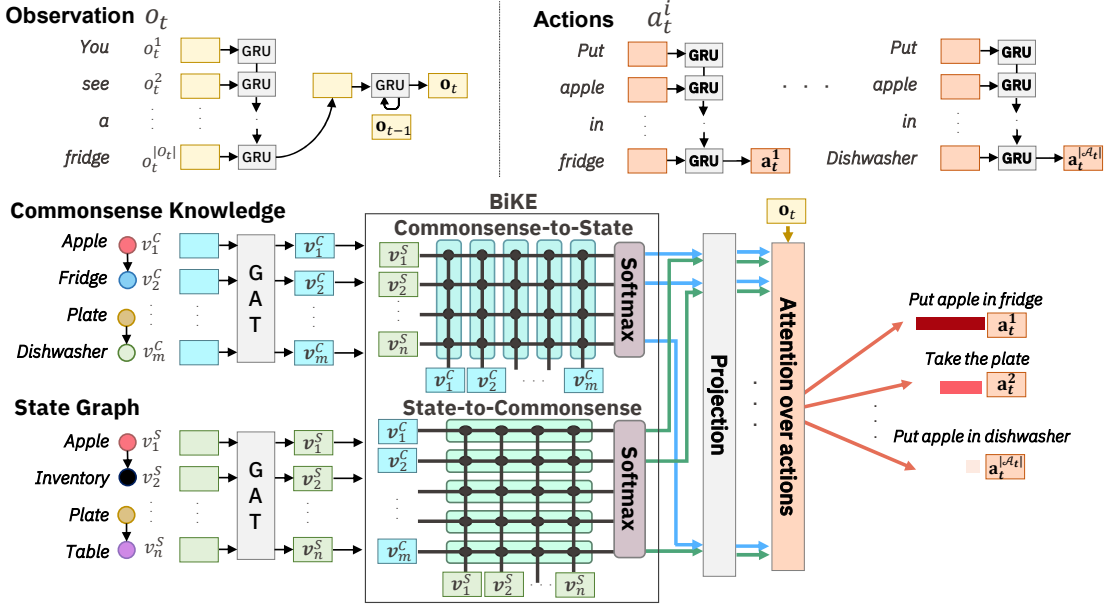 Observation o_t
You o_t^1 GRU
see o_t^2 GRU
a
fridge o_t^{|O_t|} GRU
GRU o_t
o_{t-1}
Actions a_t^i
Put GRU
apple GRU
in
fridge GRU a_t^1
. . .
Put GRU
apple GRU
in
Dishwasher GRU a_t^{|𝒜_t|}
Commonsense Knowledge
Apple v_1^C
Fridge v_2^C
Plate
Dishwasher v_m^C
GAT
v_1^C
v_2^C
v_m^C
State Graph
Apple v_1^S
Inventory v_2^S
Plate
Table v_n^S
GAT
v_1^S
v_2^S
v_n^S
BiKE
Commonsense-to-State
v_1^S
v_2^S
v_n^S
v_1^C v_2^C .... v_m^C
Softmax
State-to-Commonsense
v_1^C
v_2^C
v_m^C
v_1^S v_2^S .... v_n^S
Softmax
Projection
o_t
Attention over actions
Put apple in fridge
a_t^1
Take the plate
a_t^2
Put apple in dishwasher
a_t^{|𝒜_t|}